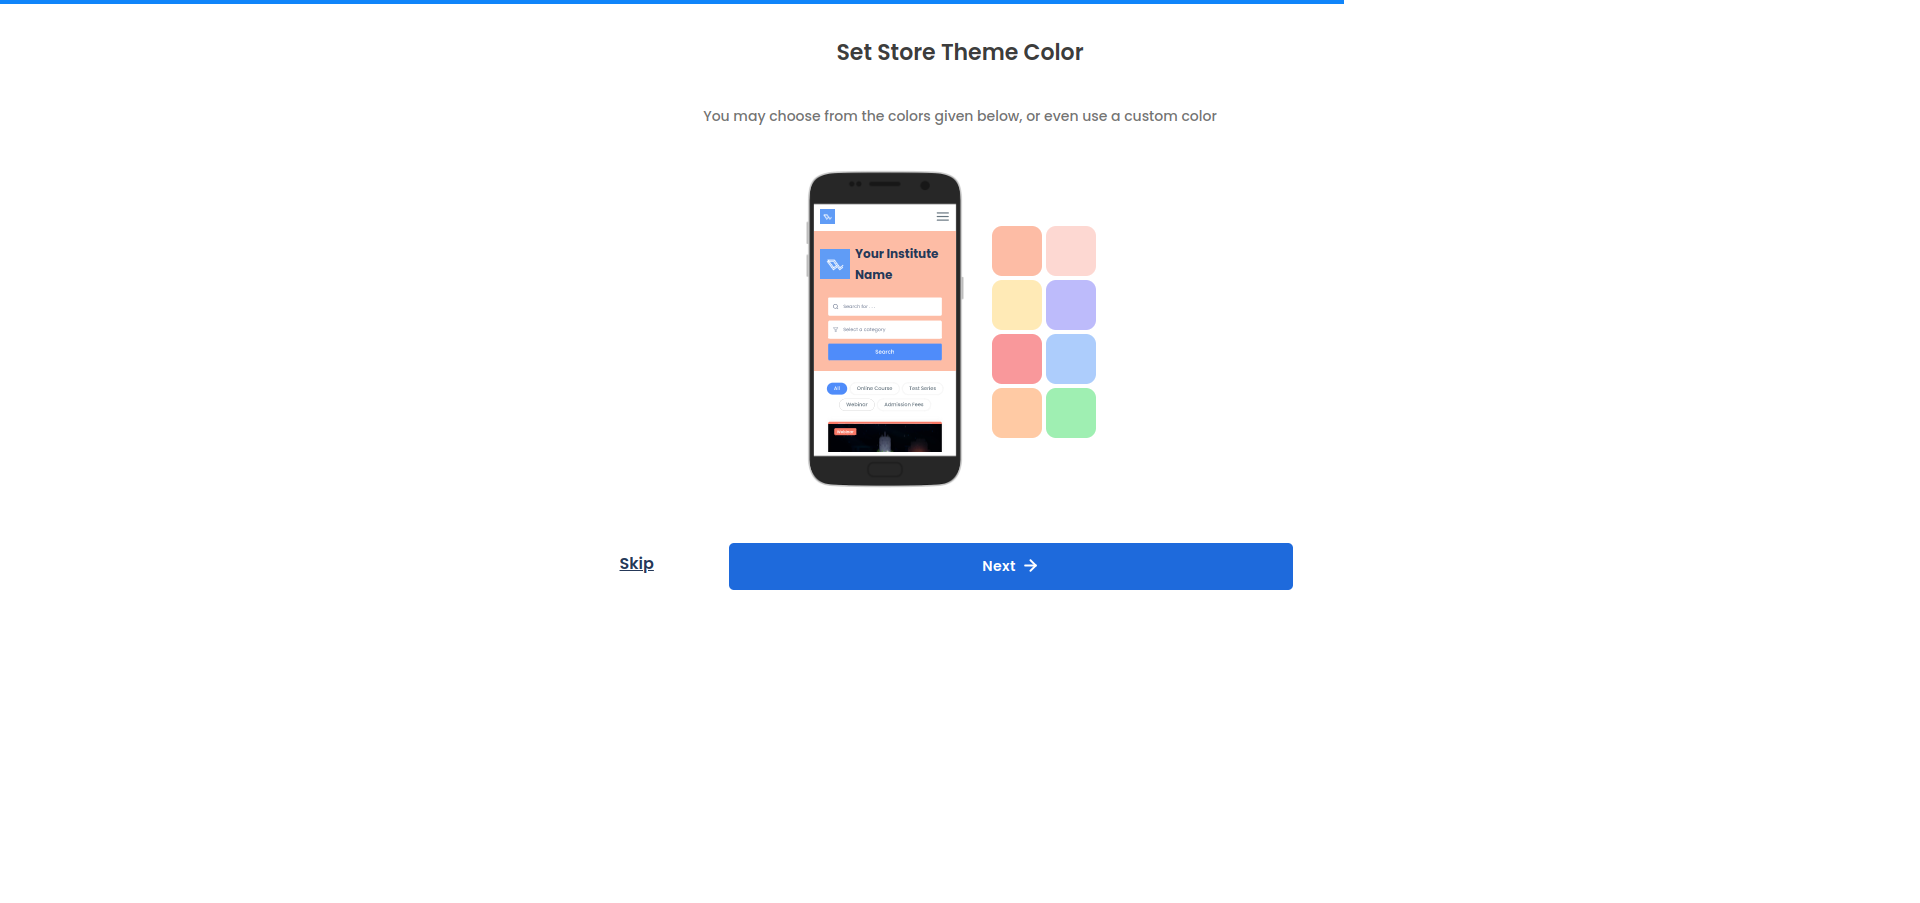 Set Store Theme Color
You may choose from the colors given below, or even use a custom color
Your Institute
Name
Search for ...
Select a category
Search
All
Online Course
Test Series
Webinar
Admission Fees
Skip
Next